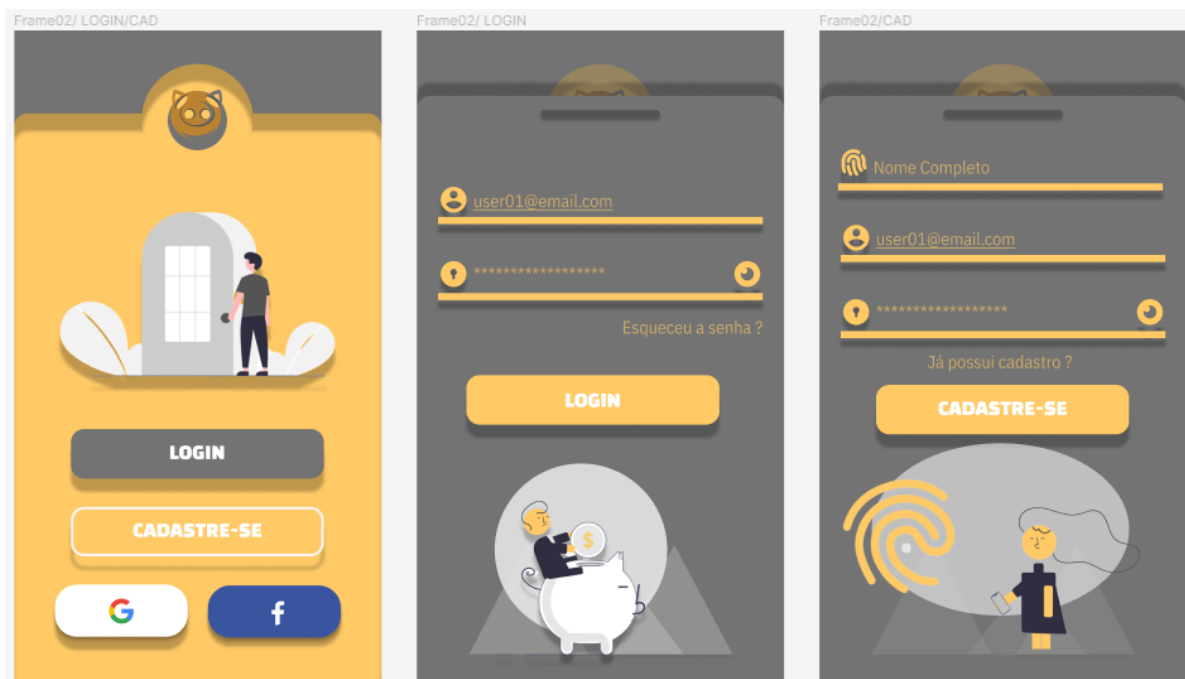 Frame02/ LOGIN/CAD
LOGIN
CADASTRE-SE
G
f
Frame02/ LOGIN
user01@email.com
******************
Esqueceu a senha ?
LOGIN
$
Frame02/CAD
Nome Completo
user01@email.com
******************
Já possui cadastro ?
CADASTRE-SE